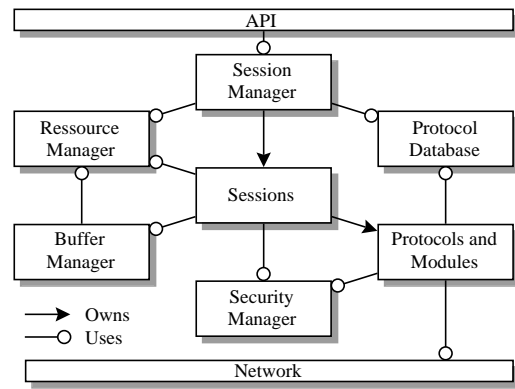 API
Session
Manager
Ressource
Manager
Protocol
Database
Sessions
Buffer
Manager
Protocols and
Modules
Security
Manager
Owns
Uses
Network